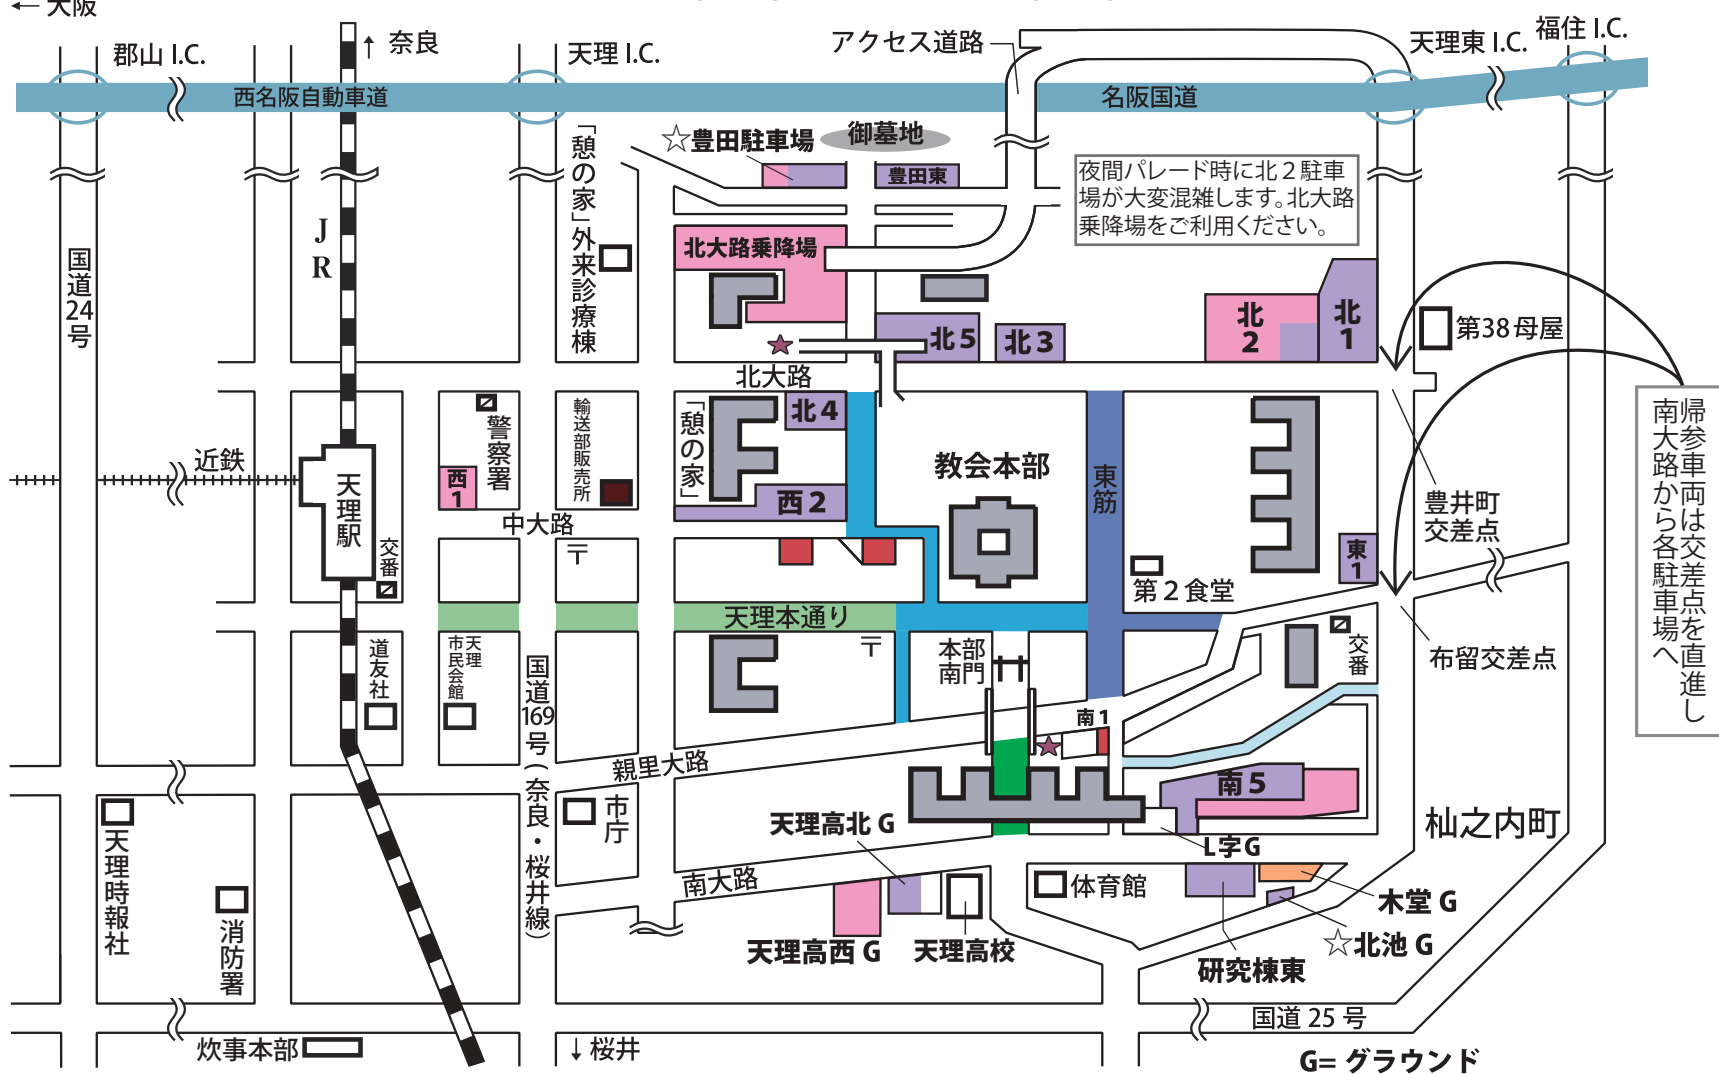 ← 大阪
郡山 I.C.
↑ 奈良
天理 I.C.
アクセス道路
天理東 I.C.
福住 I.C.
西名阪自動車道
名阪国道
「憩の家」外来診療棟
☆豊田駐車場
御墓地
豊田東
夜間パレード時に北２駐車
場が大変混雑します。北大路
乗降場をご利用ください。
JR
国道24号
北大路乗降場
北5
北3
北2
北1
第38母屋
★
北大路
帰参車両は交差点を直進し
南大路から各駐車場へ
警察署
輸送部販売所
「憩の家」
北4
近鉄
西1
天理駅
西2
教会本部
東筋
豊井町
交差点
中大路
〒
交番
東1
第２食堂
天理本通り
〒
本部
南門
交番
布留交差点
道友社
天理
市民会館
国道169号(奈良・桜井線)
南1
★
親里大路
南5
市庁
天理高北 G
L字G
杣之内町
天理時報社
南大路
体育館
消防署
木堂 G
天理高西 G
天理高校
☆北池 G
研究棟東
国道 25 号
炊事本部
↓桜井
G= グラウンド